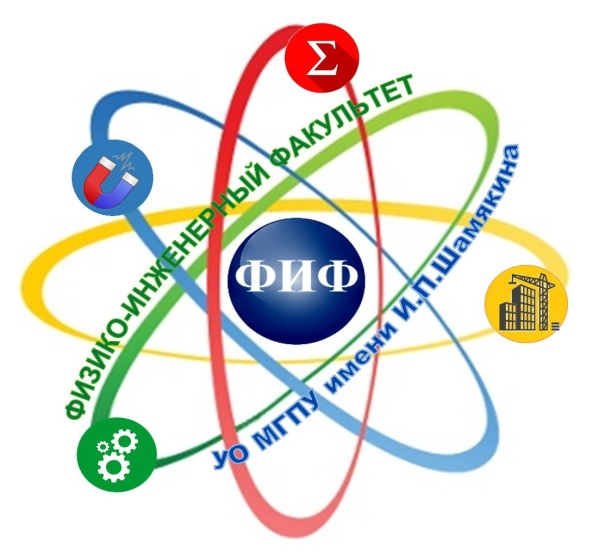 Σ
ФИЗИКО-ИНЖЕНЕРНЫЙ ФАКУЛЬТЕТ
ФИФ
УО МГПУ имени И.П.Шамякина